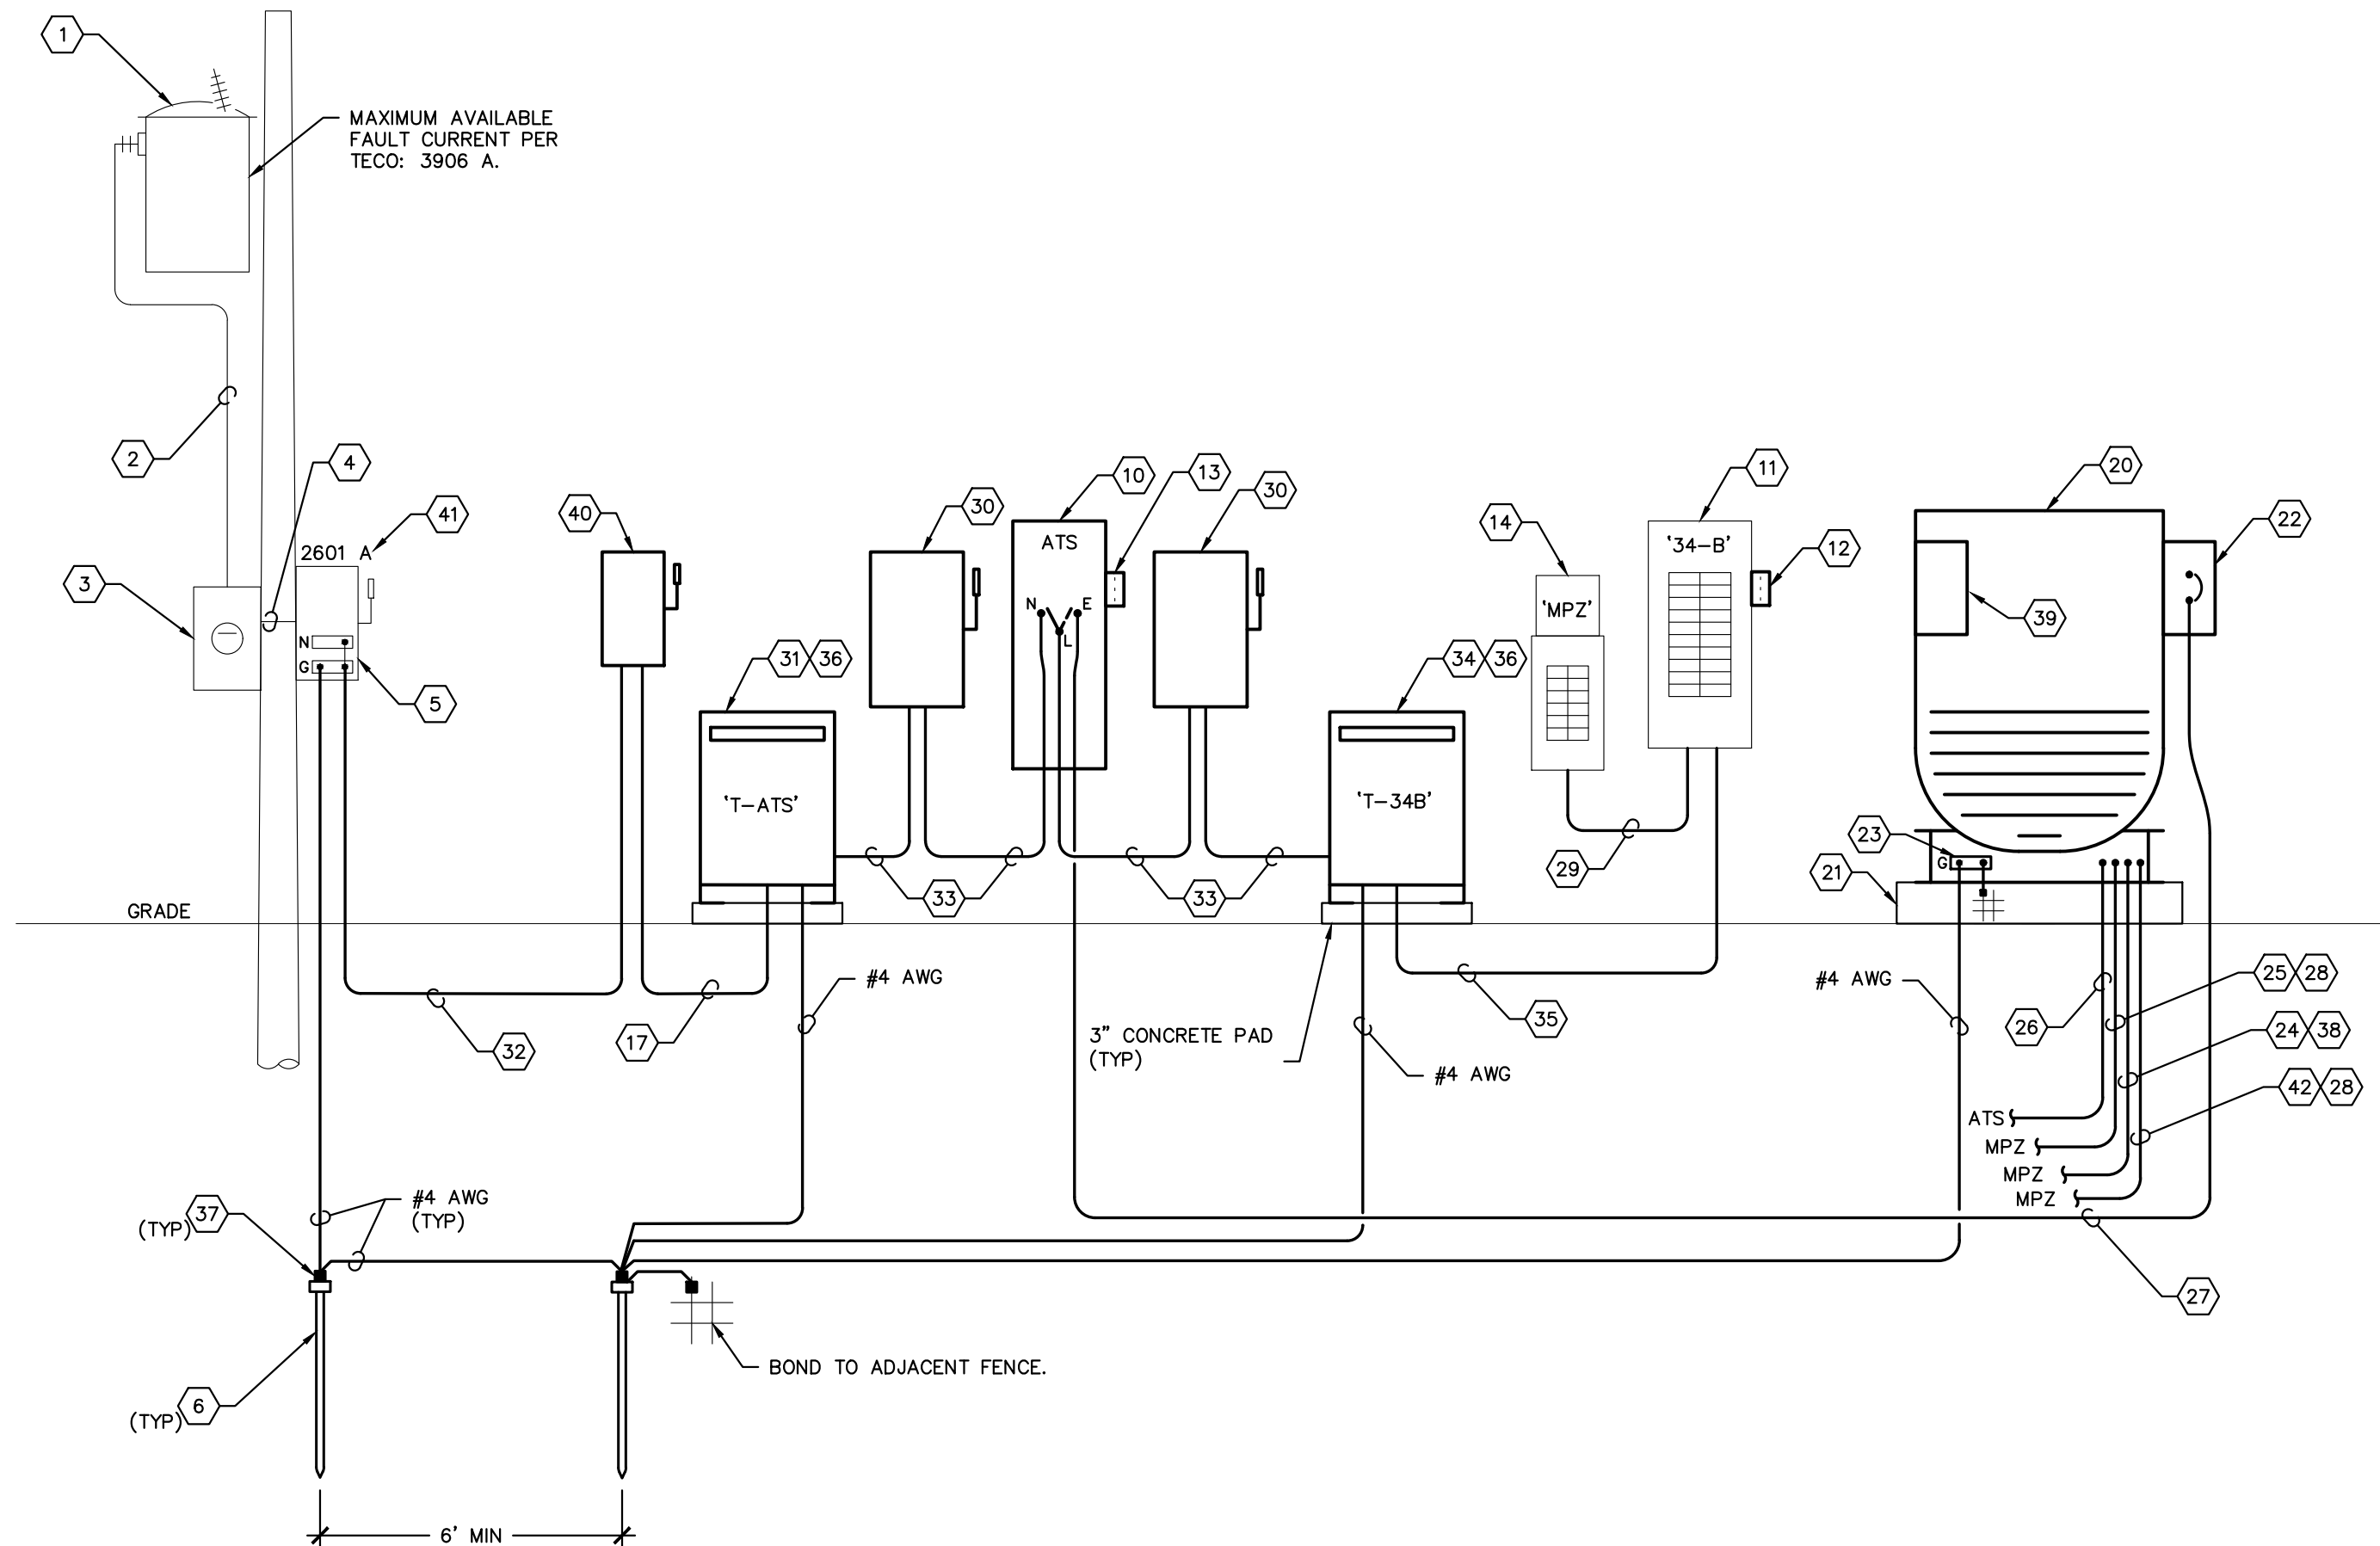 1
MAXIMUM AVAILABLE
FAULT CURRENT PER
TECO: 3906 A.
2
4
41
2601 A
3
N
G
5
40
30
10
13
30
ATS
N
E
L
31 36
'T-ATS'
34 36
'T-34B'
14
'MPZ'
11
'34-B'
12
20
22
39
23
G
21
33
33
29
GRADE
#4 AWG
17
32
3" CONCRETE PAD
(TYP)
#4 AWG
35
#4 AWG
26
25 28
24 38
42 28
ATS
MPZ
MPZ
MPZ
27
(TYP) 37
#4 AWG
(TYP)
BOND TO ADJACENT FENCE.
(TYP) 6
6' MIN